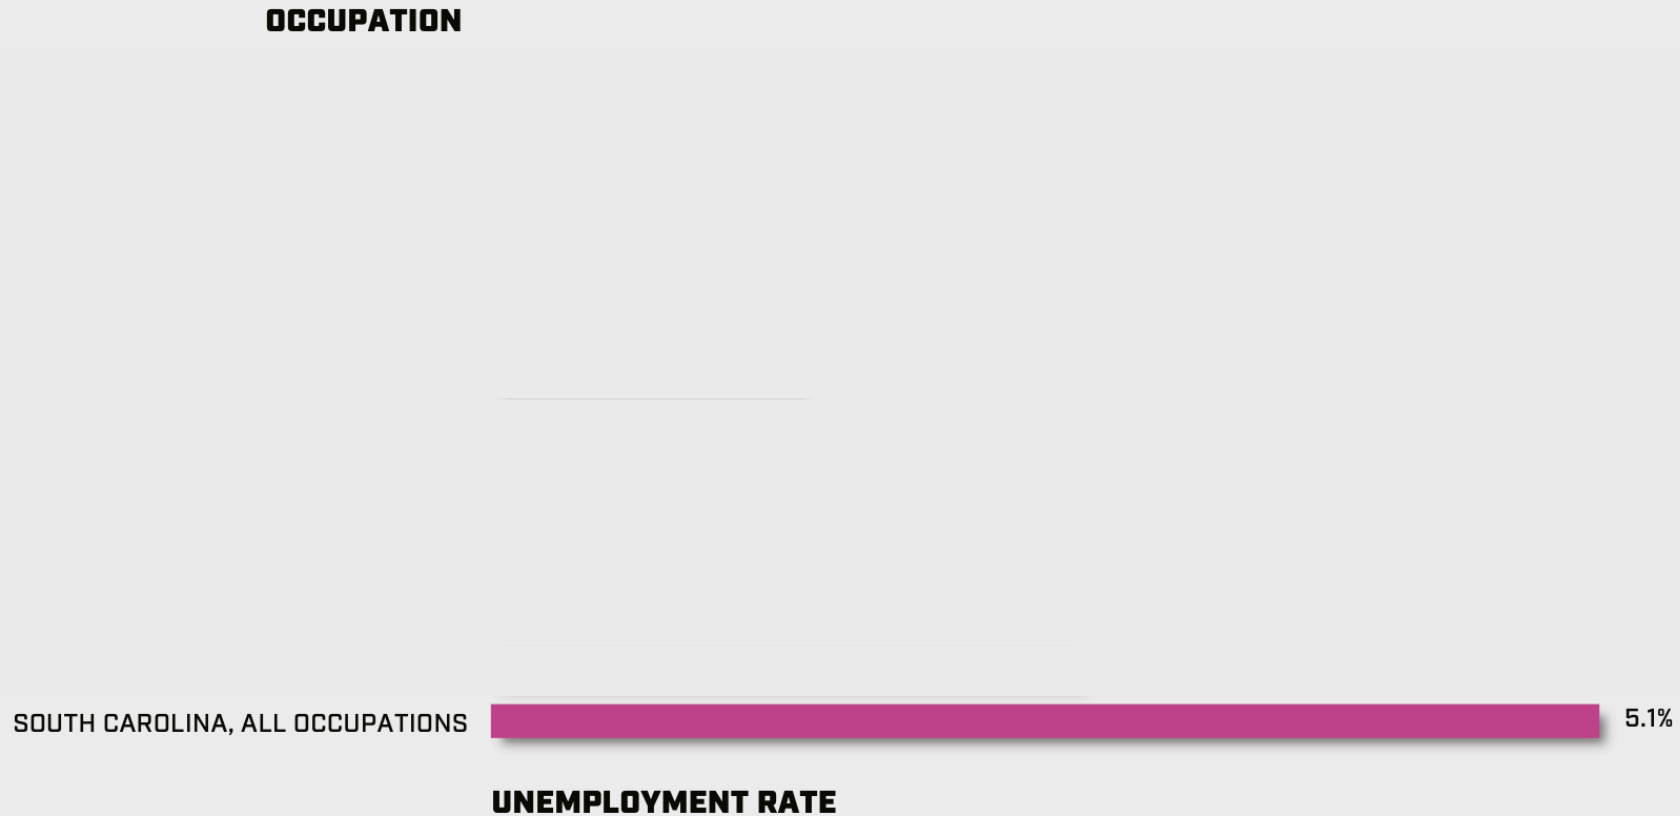 OCCUPATION
SOUTH CAROLINA, ALL OCCUPATIONS
5.1%
UNEMPLOYMENT RATE